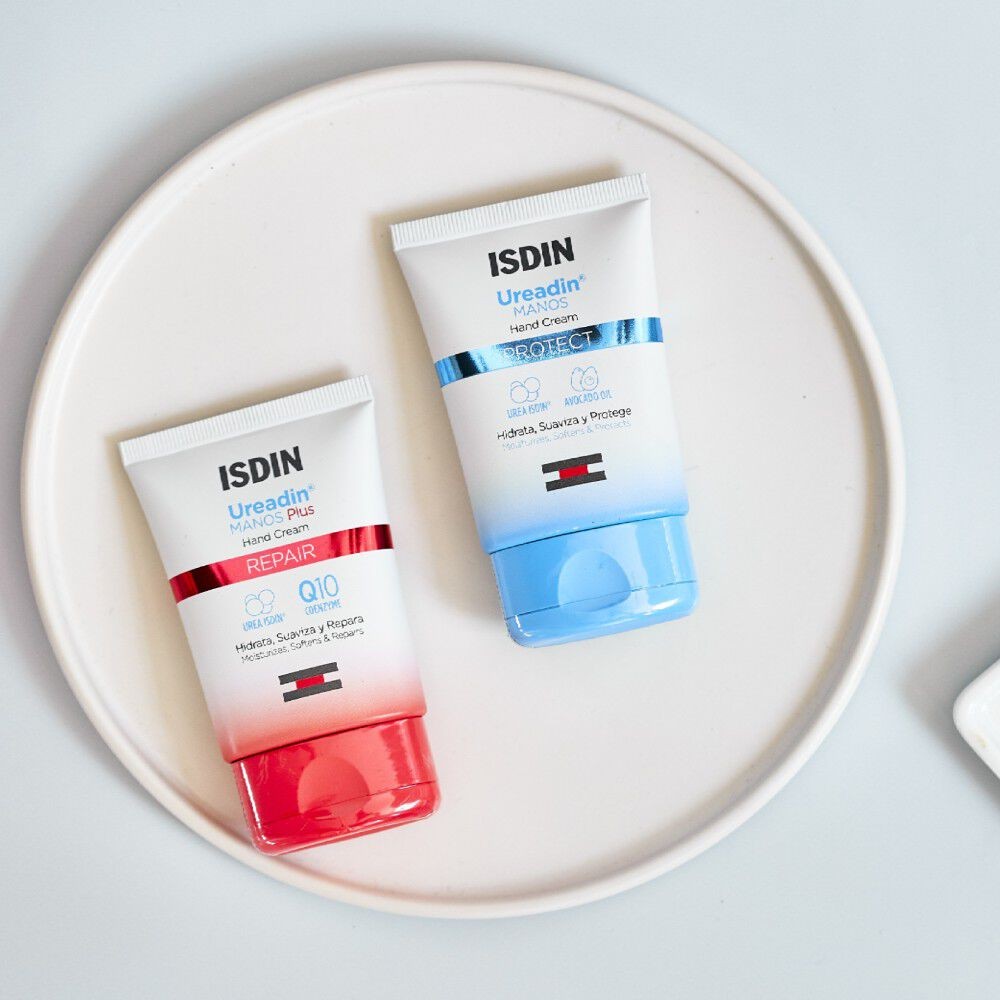 ISDIN
Ureadin®
MANOS
Hand Cream
PROTECT
UREA ISDIN® AVOCADO OIL
Hidrata, Suaviza y Protege
Moisturizes, Softens & Protects
ISDIN
Ureadin®
MANOS Plus
Hand Cream
REPAIR
Q10
UREA ISDIN® COENZYME
Hidrata, Suaviza y Repara
Moisturizes, Softens & Repairs